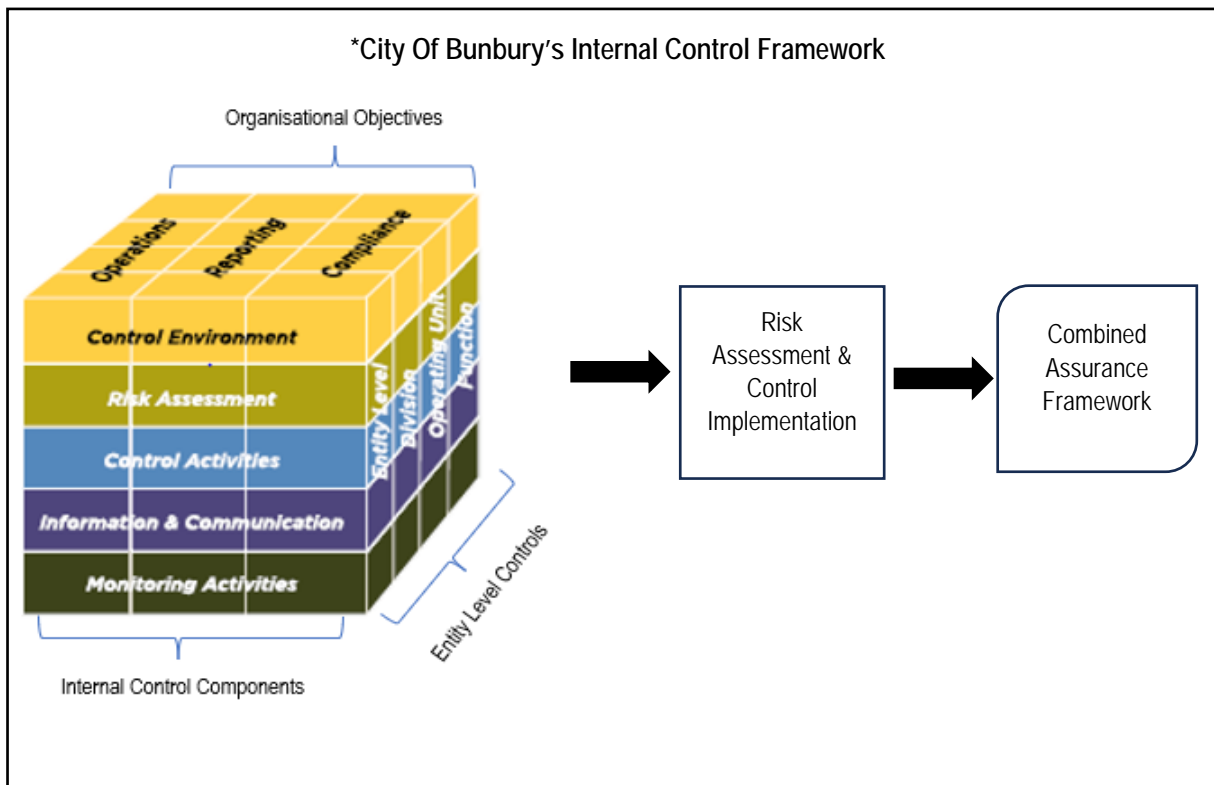 *City Of Bunbury's Internal Control Framework
Organisational Objectives
Operations
Reporting
Compliance
Control Environment
Risk Assessment
Control Activities
Information & Communication
Monitoring Activities
Entity Level
Division
Operating Unit
Function
Internal Control Components
Entity Level Controls
Risk
Assessment &
Control
Implementation
Combined
Assurance
Framework